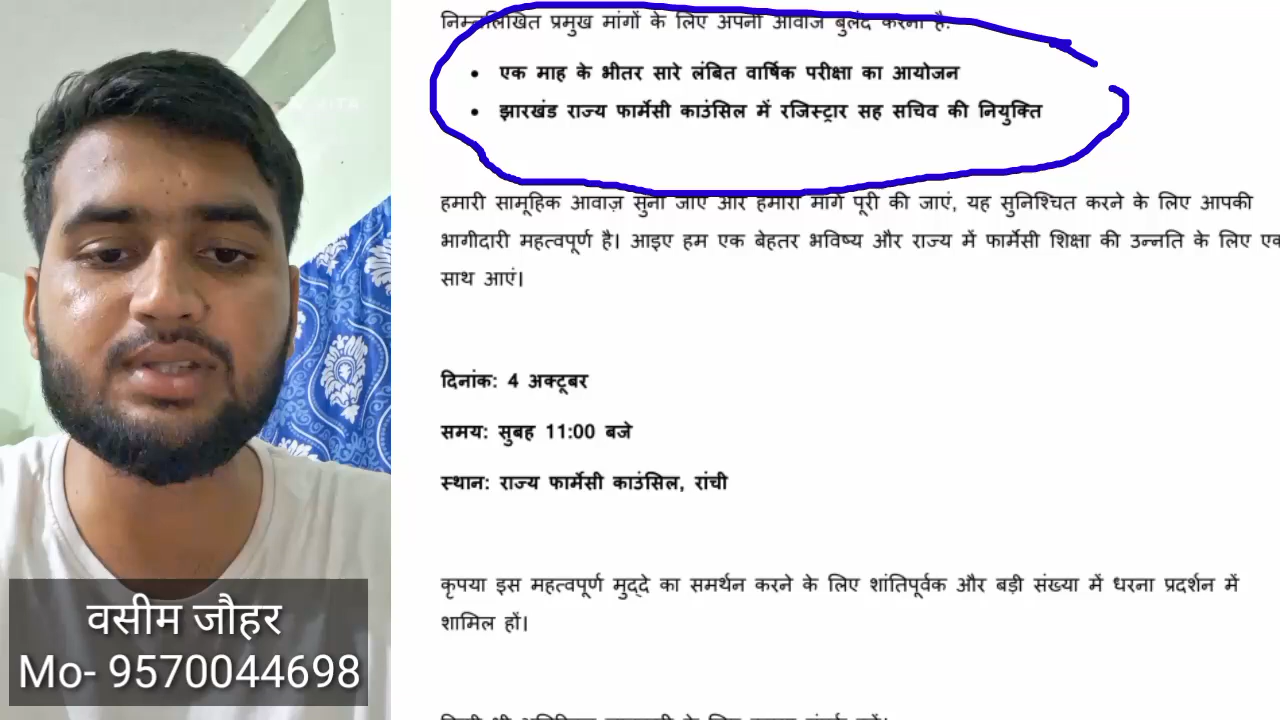 निम्नलिखित प्रमुख मांगों के लिए अपनी आवाज बुलंद करना है:
• एक माह के भीतर सारे लंबित वार्षिक परीक्षा का आयोजन
• झारखंड राज्य फार्मेसी काउंसिल में रजिस्ट्रार सह सचिव की नियुक्ति
हमारी सामूहिक आवाज़ सुनी जाए और हमारी मांगें पूरी की जाएं, यह सुनिश्चित करने के लिए आपकी
भागीदारी महत्वपूर्ण है। आइए हम एक बेहतर भविष्य और राज्य में फार्मेसी शिक्षा की उन्नति के लिए एक
साथ आएं।
दिनांक: 4 अक्टूबर
समय: सुबह 11:00 बजे
स्थान: राज्य फार्मेसी काउंसिल, रांची
कृपया इस महत्वपूर्ण मुद्दे का समर्थन करने के लिए शांतिपूर्वक और बड़ी संख्या में धरना प्रदर्शन में
शामिल हों।
वसीम जौहर
Mo- 9570044698